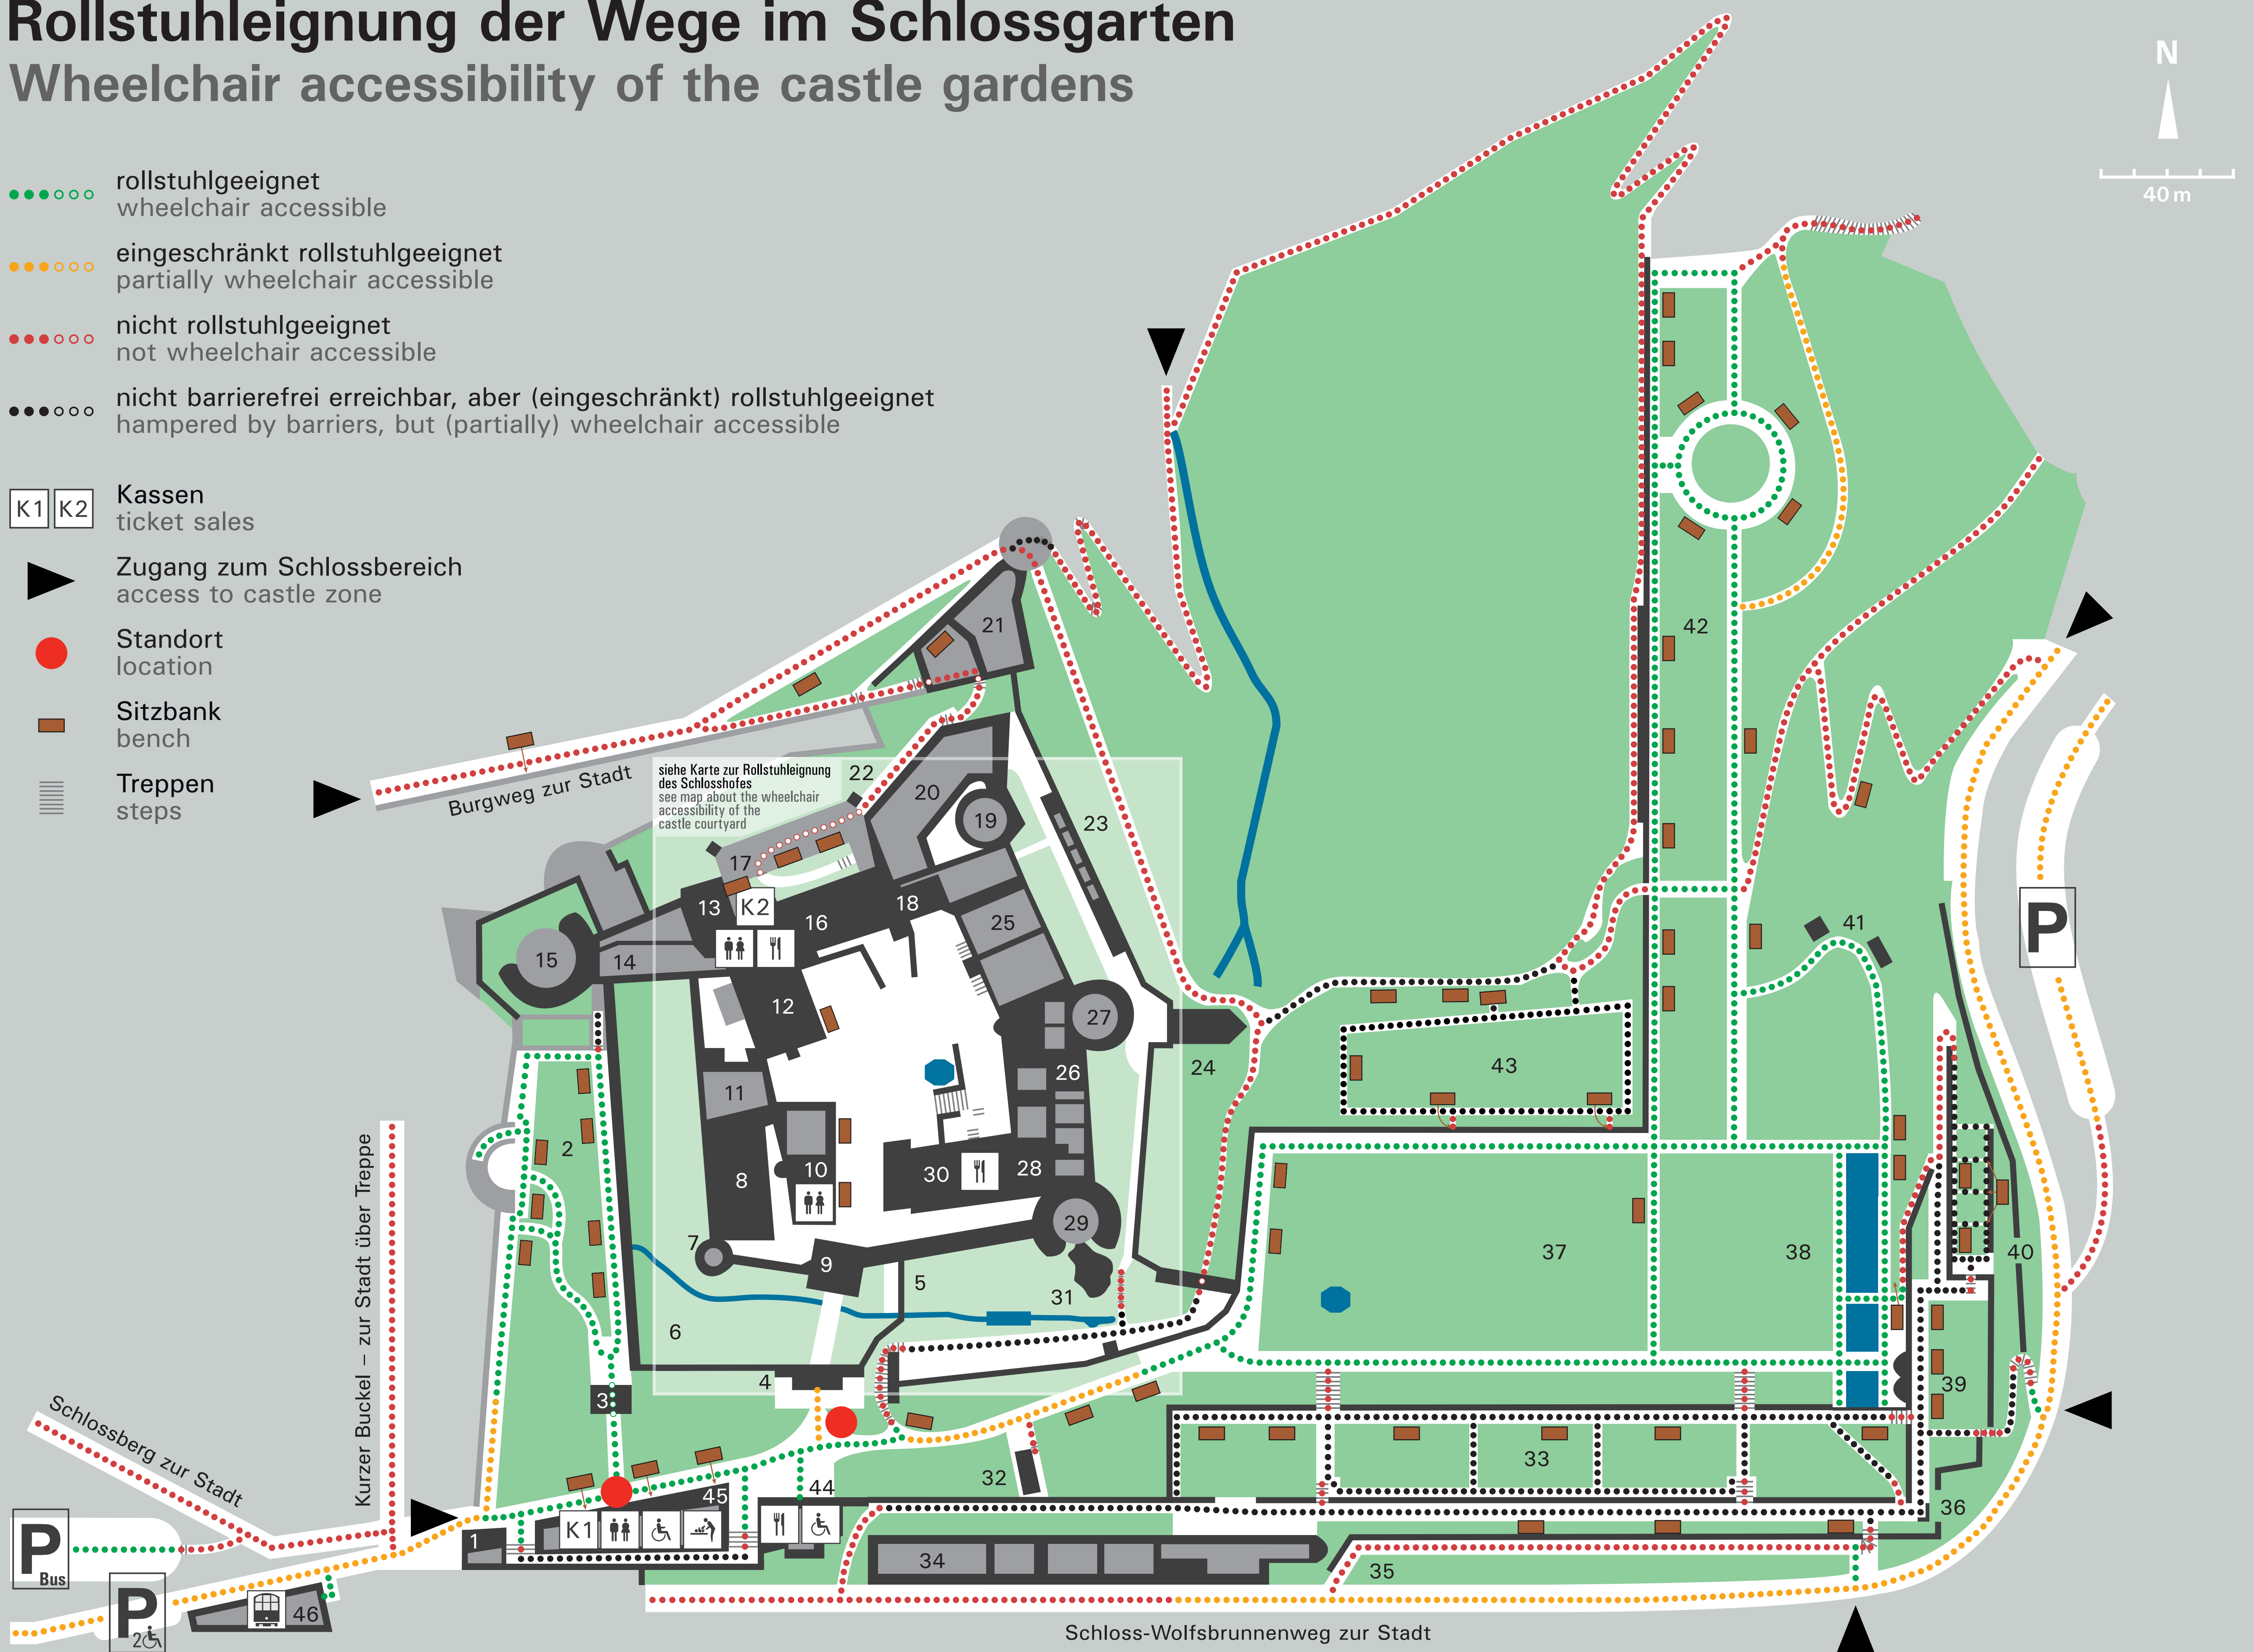 Rollstuhleignung der Wege im Schlossgarten
Wheelchair accessibility of the castle gardens
N
40 m
rollstuhlgeeignet
wheelchair accessible
eingeschränkt rollstuhlgeeignet
partially wheelchair accessible
nicht rollstuhlgeeignet
not wheelchair accessible
nicht barrierefrei erreichbar, aber (eingeschränkt) rollstuhlgeeignet
hampered by barriers, but (partially) wheelchair accessible
K1 K2
Kassen
ticket sales
Zugang zum Schlossbereich
access to castle zone
Standort
location
Sitzbank
bench
Treppen
steps
Burgweg zur Stadt
siehe Karte zur Rollstuhleignung
des Schlosshofes
see map about the wheelchair
accessibility of the
castle courtyard
21
42
22
20
19
23
17
13
K2
16
18
25
41
P
15
14
12
27
24
43
26
11
2
10
8
30
28
29
7
9
5
31
6
37
38
40
4
3
39
Kurzer Buckel – zur Stadt über Treppe
Schlossberg zur Stadt
33
32
44
45
36
K1
1
34
35
P
Bus
P
2
46
Schloss-Wolfsbrunnenweg zur Stadt